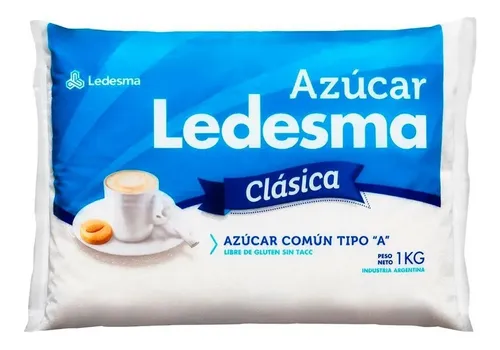 Ledesma
Azúcar
Ledesma
Clásica
AZÚCAR COMÚN TIPO "A"
LIBRE DE GLUTEN SIN TACC
PESO
NETO 1KG
INDUSTRIA ARGENTINA